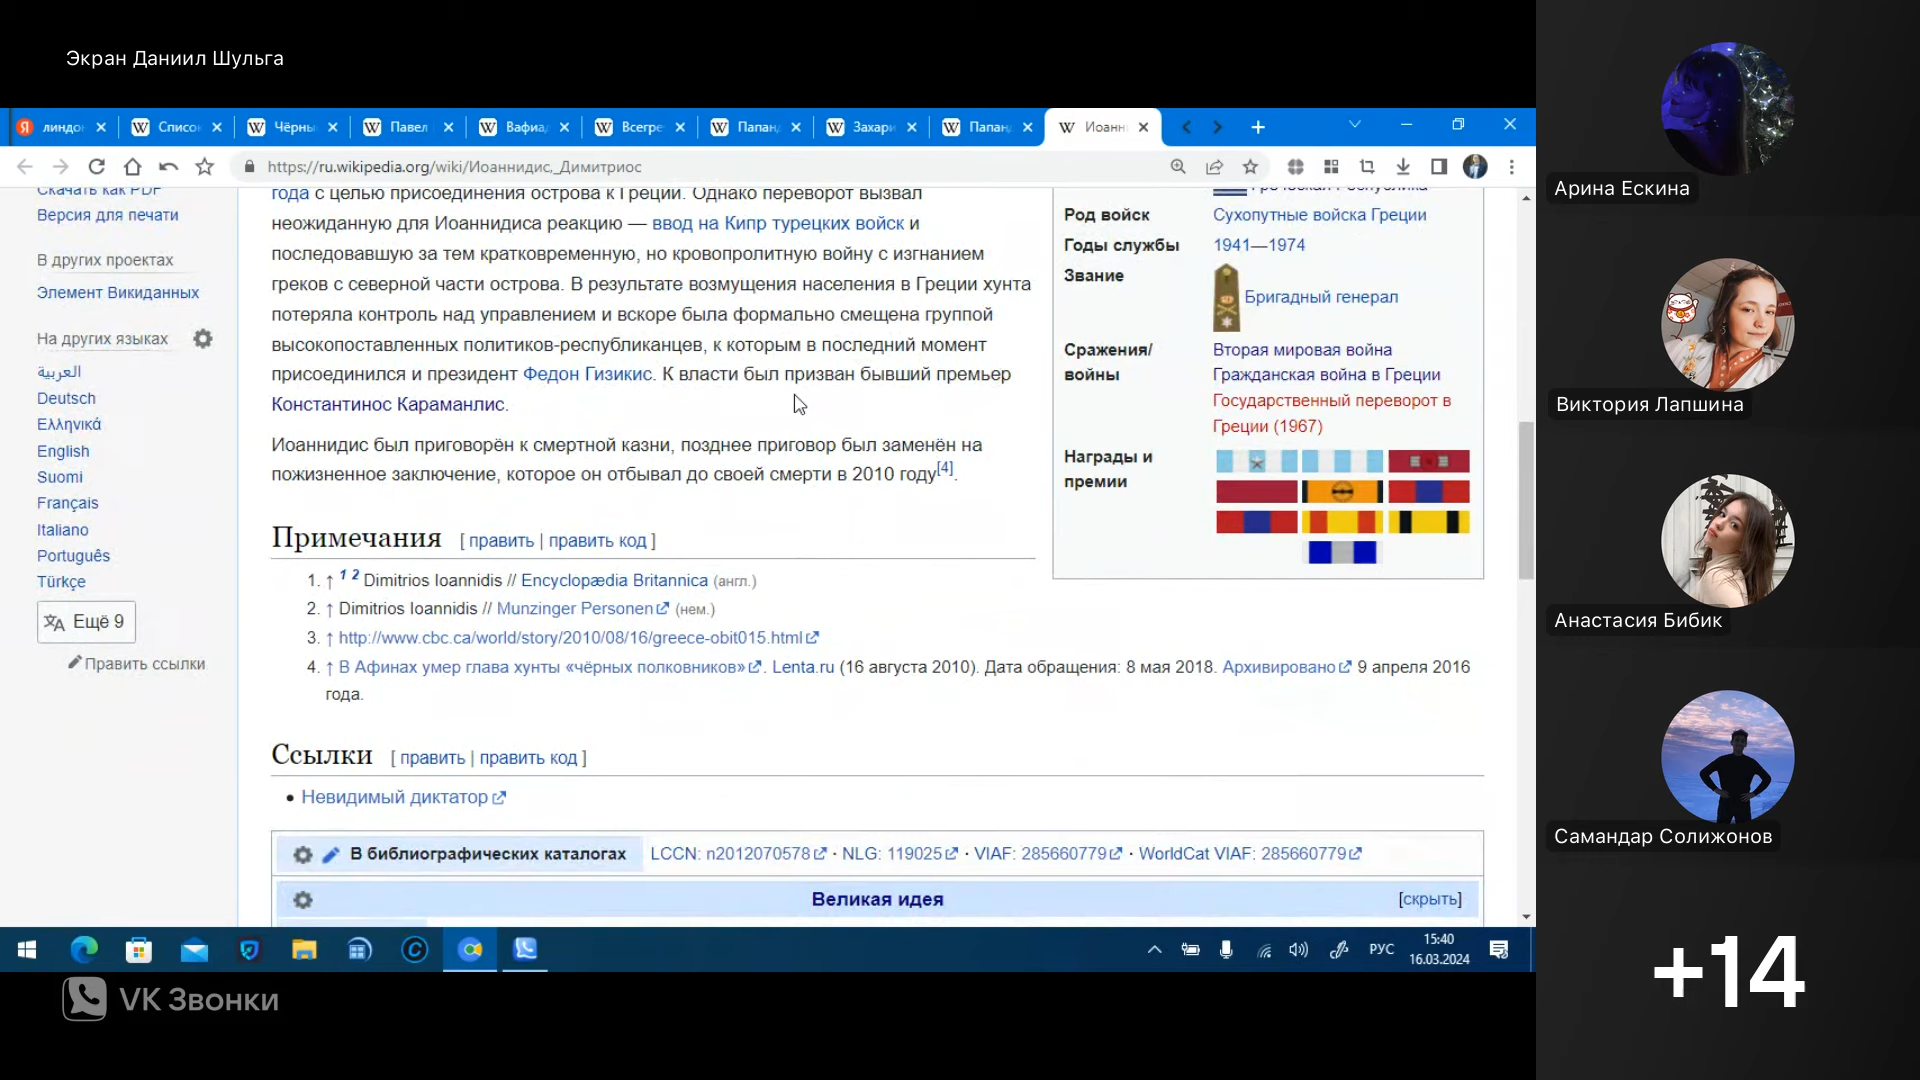 Экран Даниил Шульга
линдо
Списо
Чёрны
Павел
Вафиа
Всегре
Папан
Захари
Папан
Иоанн
https://ru.wikipedia.org/wiki/Иоаннидис,_Димитриос
Скачать как PDF
Версия для печати
В других проектах
Элемент Викиданных
На других языках
العربية
Deutsch
Ελληνικά
English
Suomi
Français
Italiano
Português
Türkçe
Ещё 9
Править ссылки
года с целью присоединения острова к Греции. Однако переворот вызвал
неожиданную для Иоаннидиса реакцию — ввод на Кипр турецких войск и
последовавшую за тем кратковременную, но кровопролитную войну с изгнанием
греков с северной части острова. В результате возмущения населения в Греции хунта
потеряла контроль над управлением и вскоре была формально смещена группой
высокопоставленных политиков-республиканцев, к которым в последний момент
присоединился и президент Федон Гизикис. К власти был призван бывший премьер
Константинос Караманлис.
Иоаннидис был приговорён к смертной казни, позднее приговор был заменён на
пожизненное заключение, которое он отбывал до своей смерти в 2010 году[4].
Греческая Республика
Род войск Сухопутные войска Греции
Годы службы 1941—1974
Звание Бригадный генерал
Сражения/
войны
Вторая мировая война
Гражданская война в Греции
Государственный переворот в
Греции (1967)
Награды и
премии
Примечания [ править | править код ]
1. ↑ 1 2 Dimitrios Ioannidis // Encyclopædia Britannica (англ.)
2. ↑ Dimitrios Ioannidis // Munzinger Personen (нем.)
3. ↑ http://www.cbc.ca/world/story/2010/08/16/greece-obit015.html
4. ↑ В Афинах умер глава хунты «чёрных полковников». Lenta.ru (16 августа 2010). Дата обращения: 8 мая 2018. Архивировано 9 апреля 2016
года.
Ссылки [ править | править код ]
• Невидимый диктатор
В библиографических каталогах LCCN: n2012070578 · NLG: 119025 · VIAF: 285660779 · WorldCat VIAF: 285660779
Великая идея [скрыть]
РУС
15:40
16.03.2024
VK Звонки
Арина Ескина
Виктория Лапшина
Анастасия Бибик
Самандар Солижонов
+14